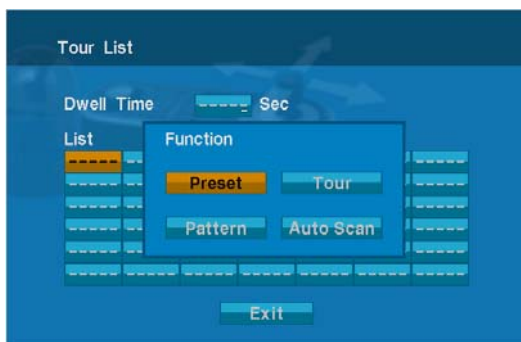 Tour List
Dwell Time -----  Sec
List
Function
Preset Tour
Pattern Auto Scan
Exit